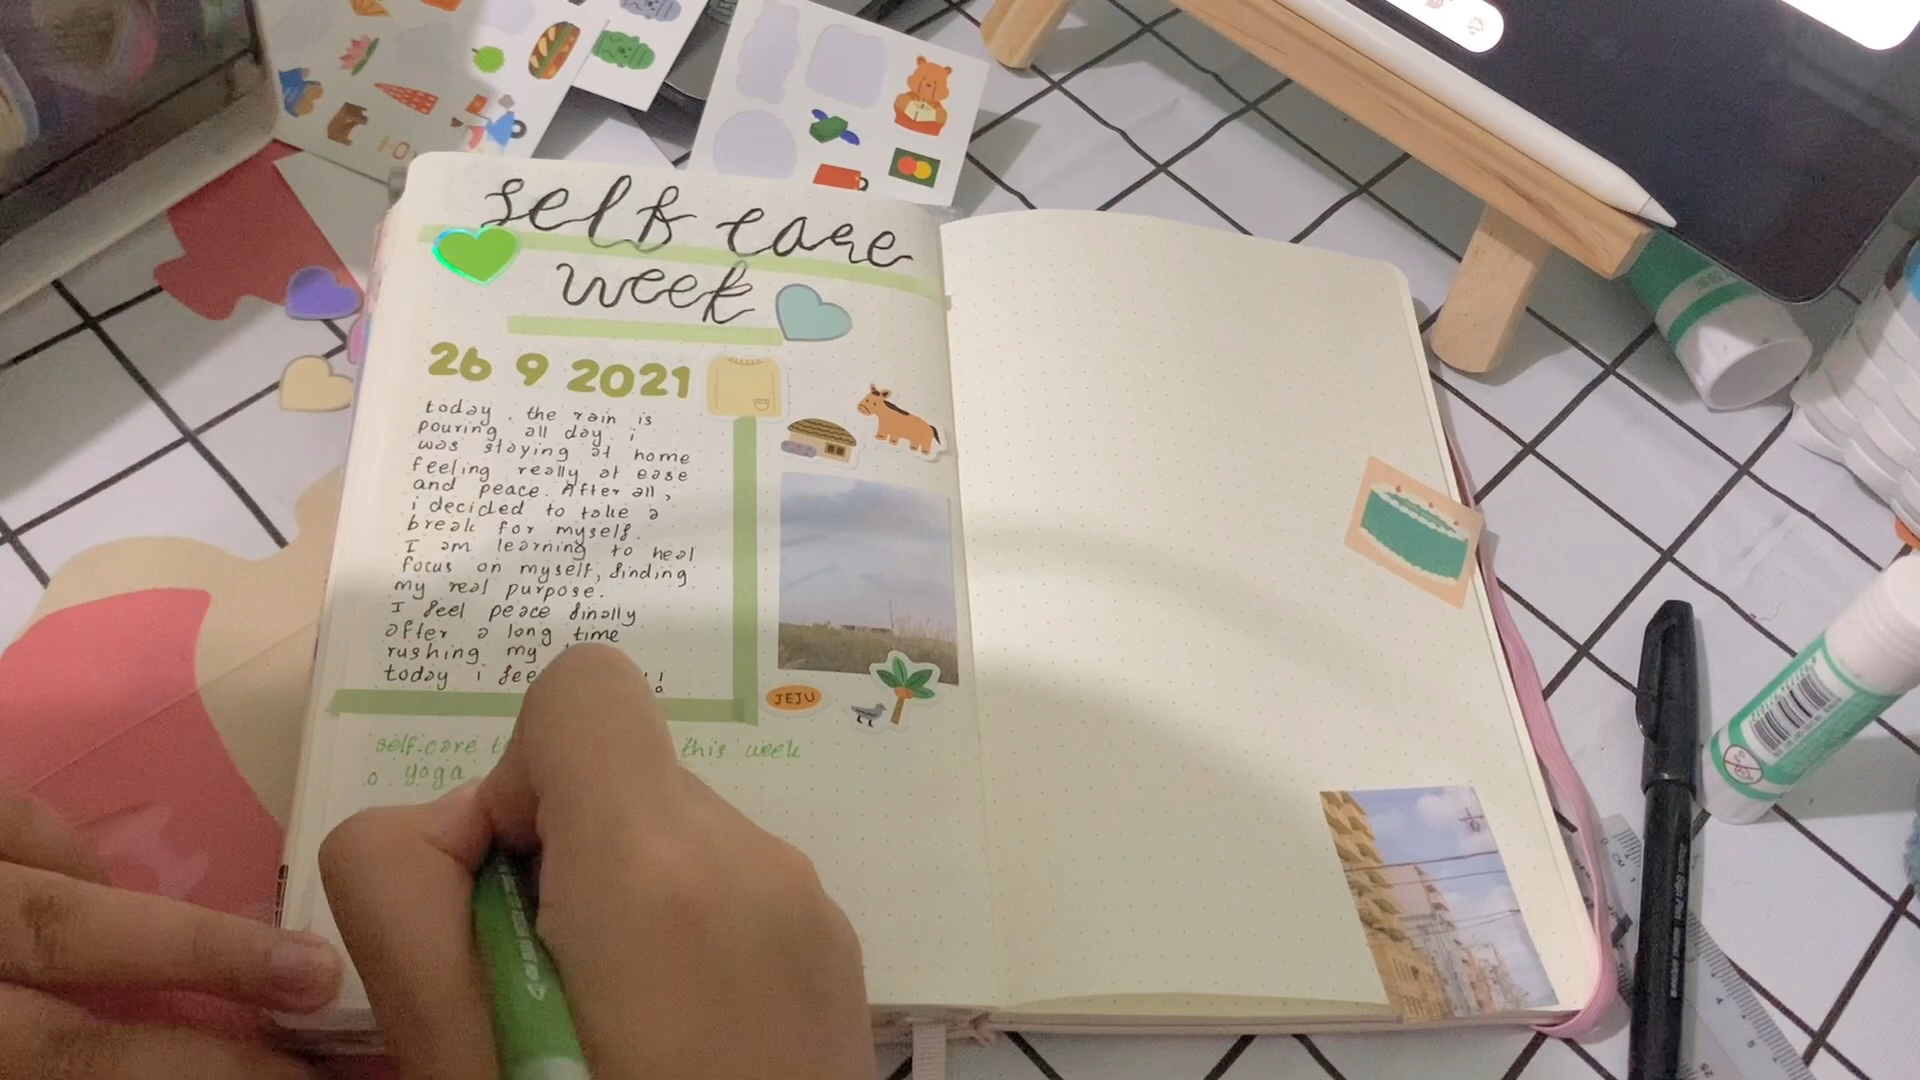 self care
week
26 9 2021
today . the rain is
pouring all day i
was staying at home
feeling really at ease
and peace. After all,
i decided to take a
break for myself.
I am learning to heal
focus on myself, finding
my real purpose.
I feel peace finally
after a long time
rushing my
today i fee !!
JEJU
self.care t this week
o yoga